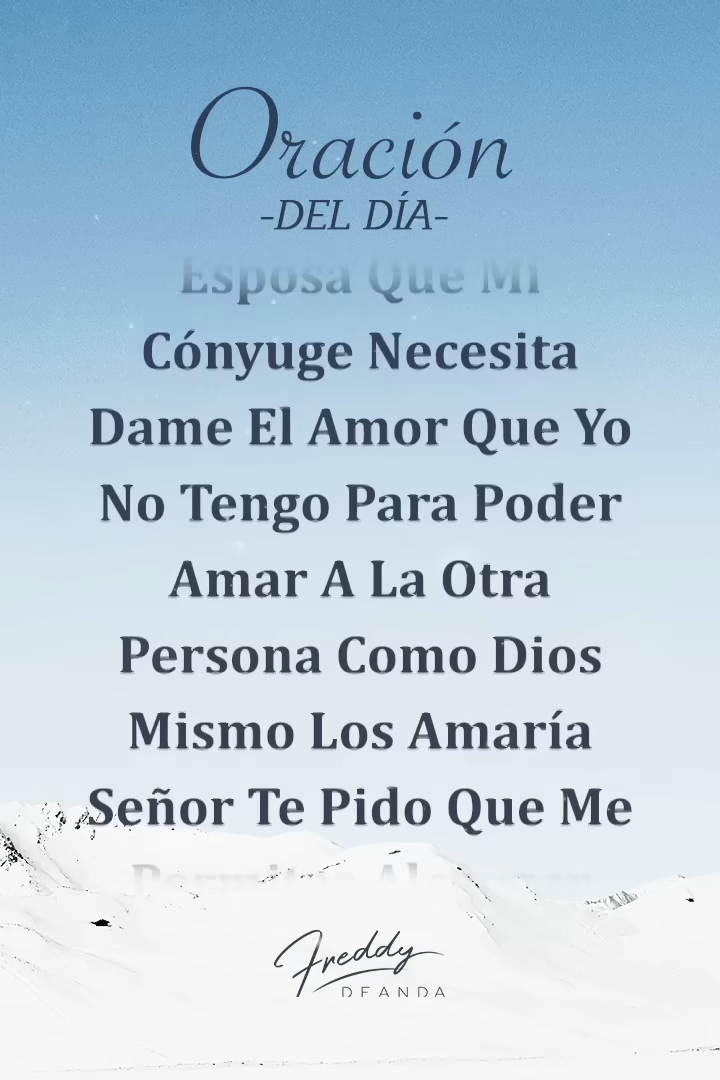 Oración
-DEL DÍA-
Esposa Que Mi
Cónyuge Necesita
Dame El Amor Que Yo
No Tengo Para Poder
Amar A La Otra
Persona Como Dios
Mismo Los Amaría
Señor Te Pido Que Me
Freddy
DEANDA